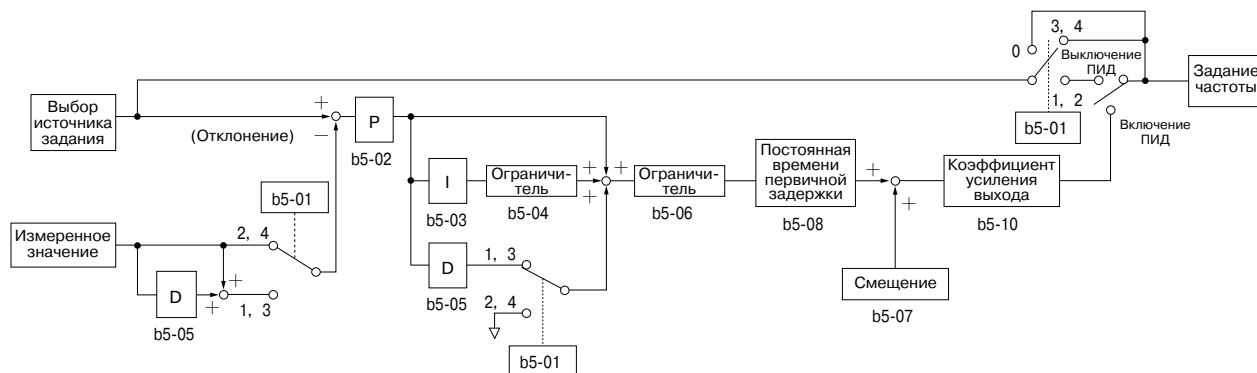 3, 4
0
Выключение
ПИД
Задание
частоты
Выбор
источника
задания
+
(Отклонение)
−
P
b5-02
1, 2
b5-01
Включение
ПИД
I
b5-03
Ограничи-
тель
b5-04
+
+
+
Ограничи-
тель
b5-06
Постоянная
времени
первичной
задержки
b5-08
+
+
Коэффициент
усиления
выхода
b5-10
b5-01
Измеренное
значение
2, 4
+
D
+
1, 3
b5-05
D
b5-05
1, 3
2, 4
b5-01
Смещение
b5-07